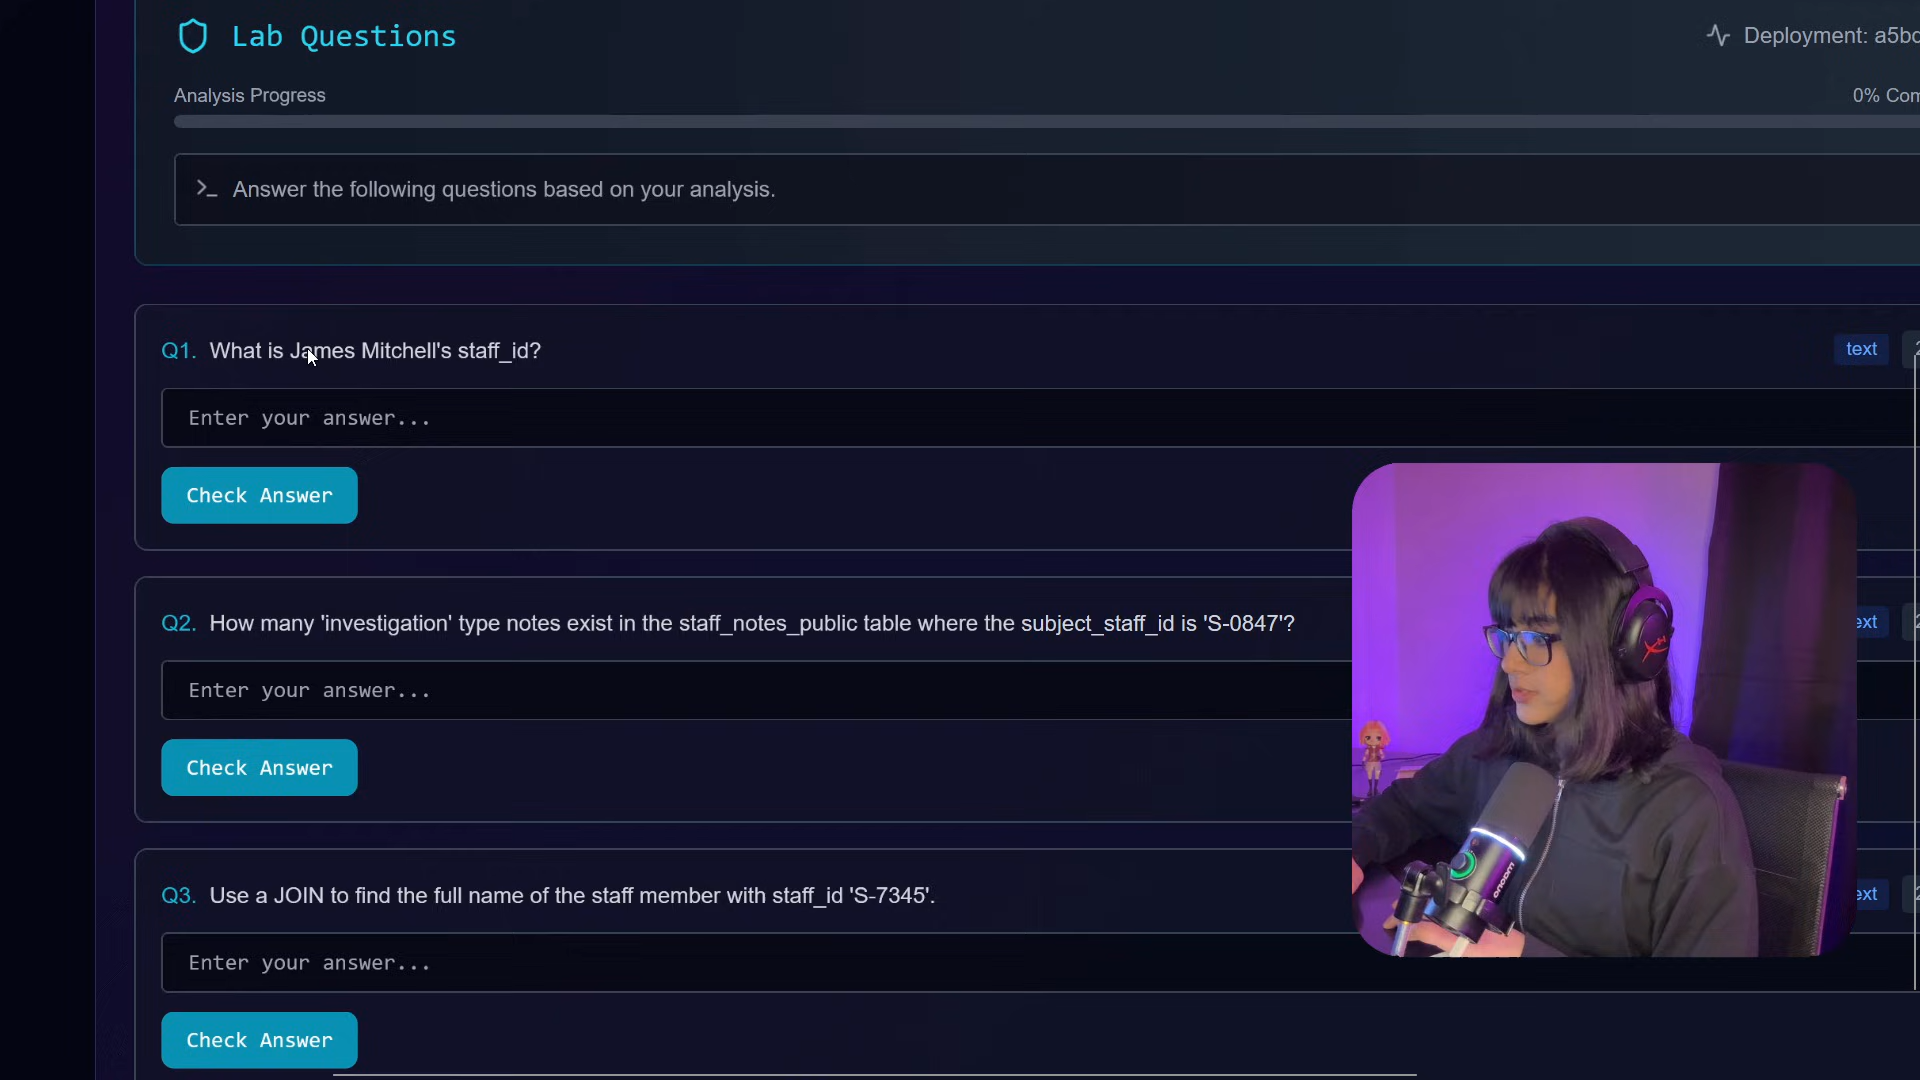 Lab Questions
Deployment: a5bd
Analysis Progress
0% Com
Answer the following questions based on your analysis.
Q1. What is James Mitchell's staff_id?
text
Enter your answer...
Check Answer
Q2. How many 'investigation' type notes exist in the staff_notes_public table where the subject_staff_id is 'S-0847'?
ext
Enter your answer...
Check Answer
Q3. Use a JOIN to find the full name of the staff member with staff_id 'S-7345'.
ext
Enter your answer...
Check Answer